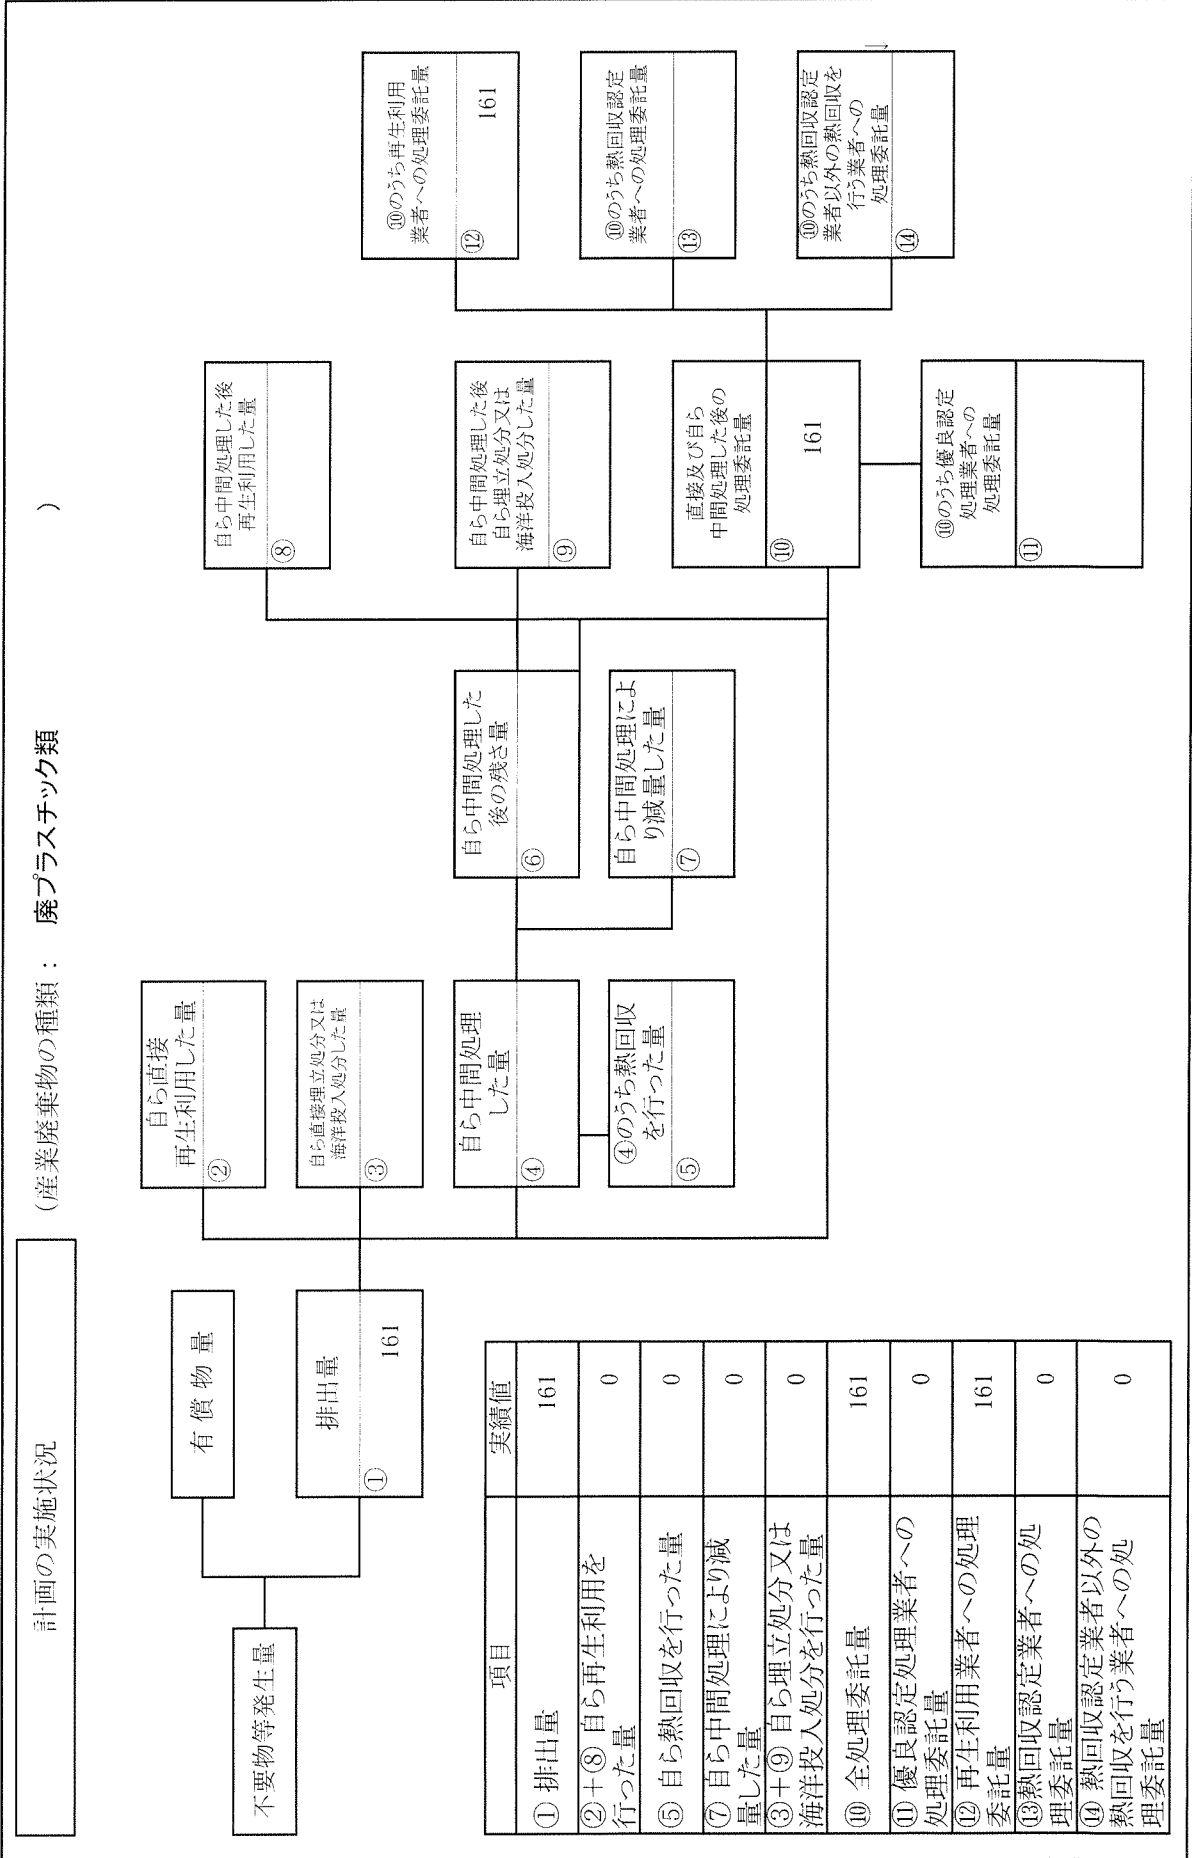 計画の実施状況
(産業廃棄物の種類： 廃プラスチック類 )
不要物等発生量
有償物量
排出量
① 161
自ら直接
再生利用した量
②
自ら直接埋立処分又は
海洋投入処分した量
③
自ら中間処理
した量
④
④のうち熱回収
を行った量
⑤
自ら中間処理した
後の残さ量
⑥
自ら中間処理によ
り減量した量
⑦
自ら中間処理した後
再生利用した量
⑧
自ら中間処理した後
自ら埋立処分又は
海洋投入処分した量
⑨
直接及び自ら
中間処理した後の
処理委託量
⑩ 161
⑩のうち優良認定
処理業者への
処理委託量
⑪
⑩のうち再生利用
業者への処理委託量
⑫ 161
⑩のうち熱回収認定
業者への処理委託量
⑬
⑩のうち熱回収認定
業者以外の熱回収を
行う業者への
処理委託量
⑭
項目 実績値
① 排出量 161
②+⑧ 自ら再生利用を
行った量 0
⑤ 自ら熱回収を行った量 0
⑦ 自ら中間処理により減
量した量 0
③+⑨ 自ら埋立処分又は
海洋投入処分を行った量 0
⑩ 全処理委託量 161
⑪ 優良認定処理業者への
処理委託量 0
⑫ 再生利用業者への処理
委託量 161
⑬熱回収認定業者への処
理委託量 0
⑭ 熱回収認定業者以外の
熱回収を行う業者への処
理委託量 0